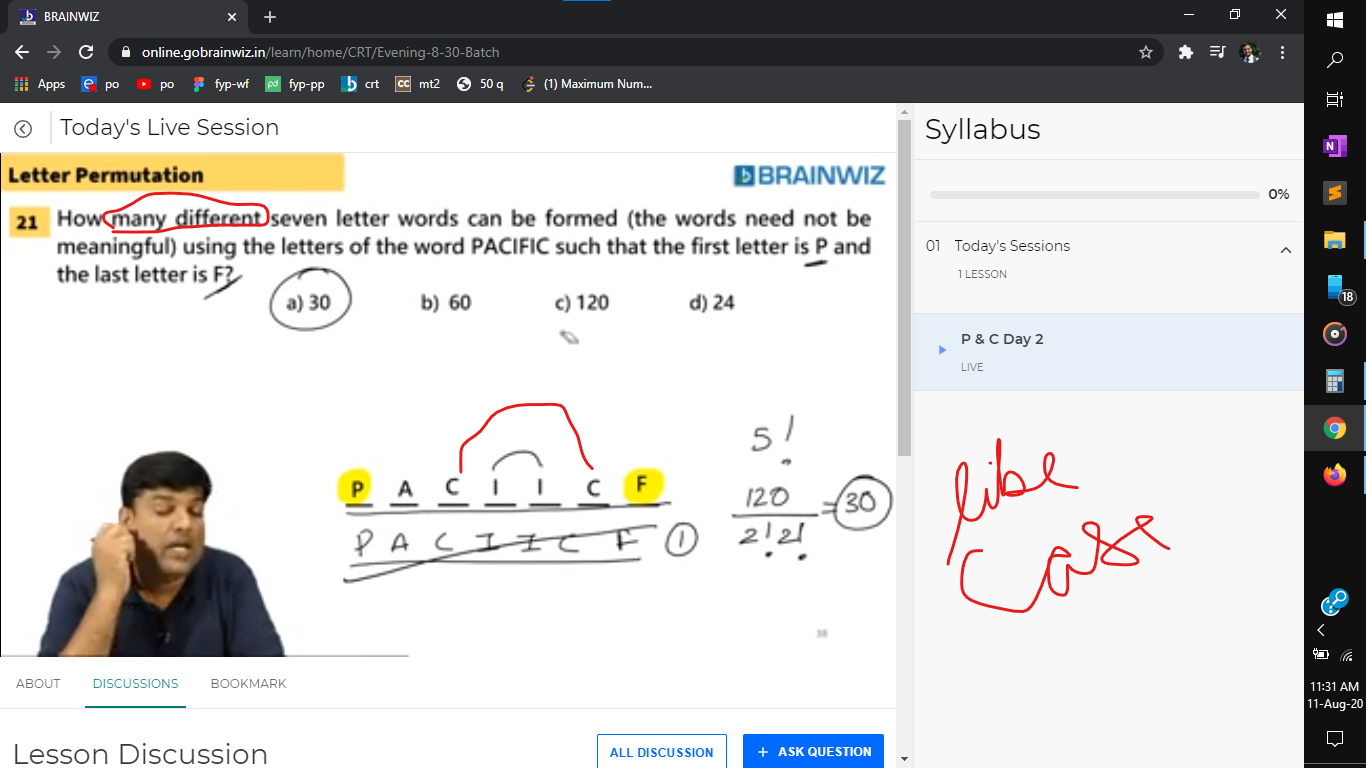 BRAINWIZ
online.gobrainwiz.in/learn/home/CRT/Evening-8-30-Batch
Apps po po fyp-wf fyp-pp crt CC mt2 50 q (1) Maximum Num...
Today's Live Session
Letter Permutation
BRAINWIZ
21 How many different seven letter words can be formed (the words need not be
meaningful) using the letters of the word PACIFIC such that the first letter is P and
the last letter is F?
a) 30 b) 60 c) 120 d) 24
5!
P A C I I C F
120
= 30
2! 2!
P A C I I C F 1
38
ABOUT DISCUSSIONS BOOKMARK
Lesson Discussion
ALL DISCUSSION
+ ASK QUESTION
Syllabus
0%
01 Today's Sessions
1 LESSON
P & C Day 2
LIVE
Case
N
18
11:31 AM
11-Aug-20